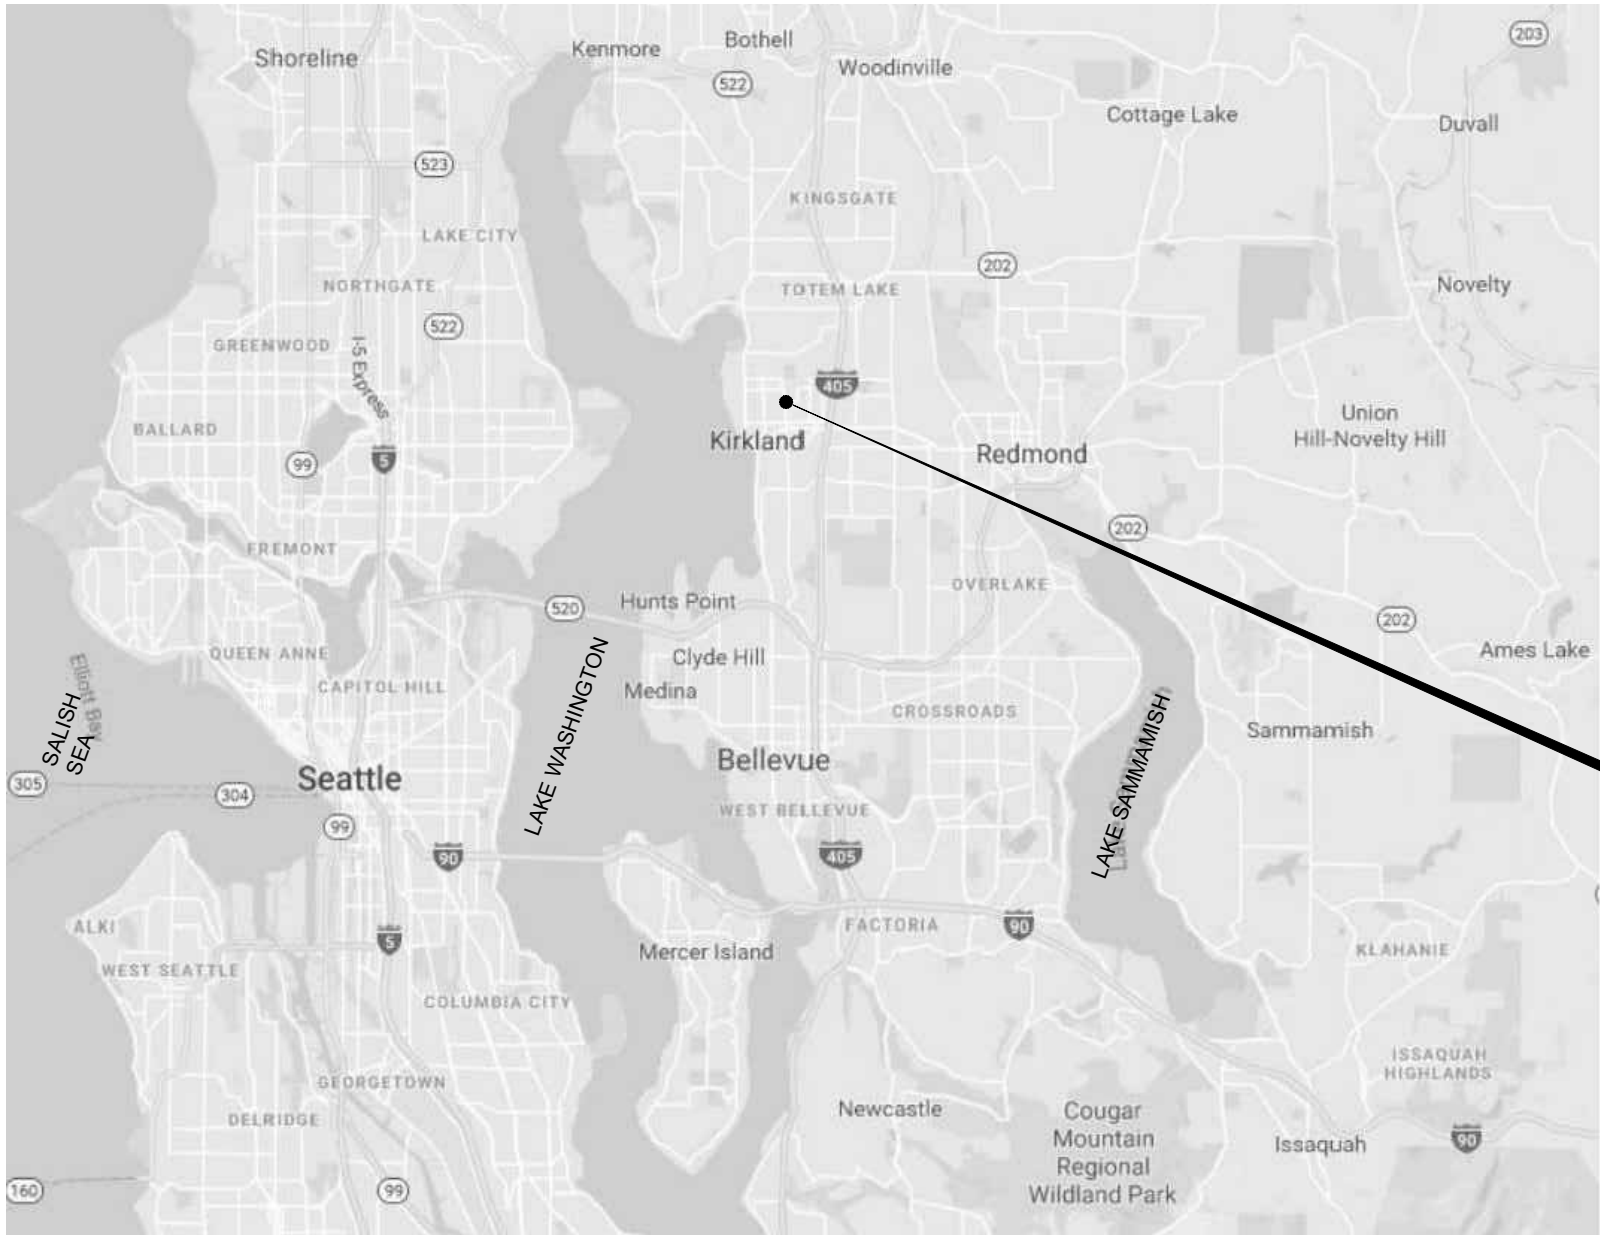 203
Bothell
Kenmore
Shoreline
Woodinville
522
Cottage Lake
Duvall
523
KINGSGATE
LAKE CITY
202
NORTHGATE
TOTEM LAKE
Novelty
522
GREENWOOD
I-5 Express
405
BALLARD
Kirkland
Union
Hill-Novelty Hill
Redmond
99
5
202
FREMONT
OVERLAKE
520
Hunts Point
202
QUEEN ANNE
Clyde Hill
Ames Lake
CAPITOL HILL
Medina
Elliott Bay
SALISH
SEA
LAKE WASHINGTON
CROSSROADS
LAKE SAMMAMISH
Sammamish
Seattle
Bellevue
305
304
WEST BELLEVUE
99
90
405
ALKI
5
FACTORIA
90
Mercer Island
KLAHANIE
WEST SEATTLE
COLUMBIA CITY
ISSAQUAH
HIGHLANDS
GEORGETOWN
DELRIDGE
Newcastle
Cougar
Mountain
Regional
Wildland Park
Issaquah
90
160
99